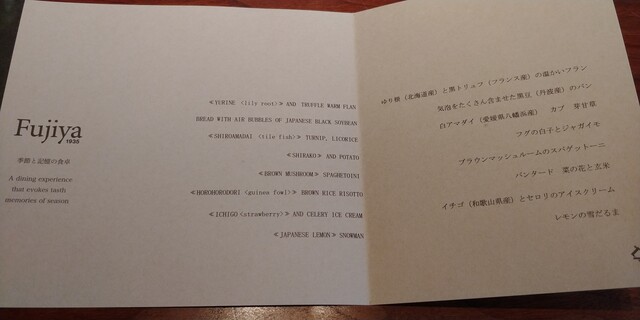 Fujiya
1935
季節と記憶の食卓
A dining experience
that evokes tasth
memories of season
≪YURINE (lily root)≫ AND TRUFFLE WARM FLAN
BREAD WITH AIR BUBBLES OF JAPANESE BLACK SOYBEAN
≪SHIROAMADAI (tile fish)≫ TURNIP, LICORICE
≪SHIRAKO≫ AND POTATO
≪BROWN MUSHROOM≫ SPAGHETOINI
≪HOROHORODORI (guinea fowl)≫ BROWN RICE RISOTTO
≪ICHIGO (strawberry)≫ AND CELERY ICE CREAM
≪JAPANESE LEMON≫ SNOWMAN
ゆり根（北海道産）と黒トリュフ（フランス産）の温かいフラン
気泡をたくさん含ませた黒豆（丹波産）のパン
白アマダイ（愛媛県八幡浜産） カブ 芽甘草
フグの白子とジャガイモ
ブラウンマッシュルームのスパゲットーニ
パンタード 菜の花と玄米
イチゴ（和歌山県産）とセロリのアイスクリーム
レモンの雪だるま